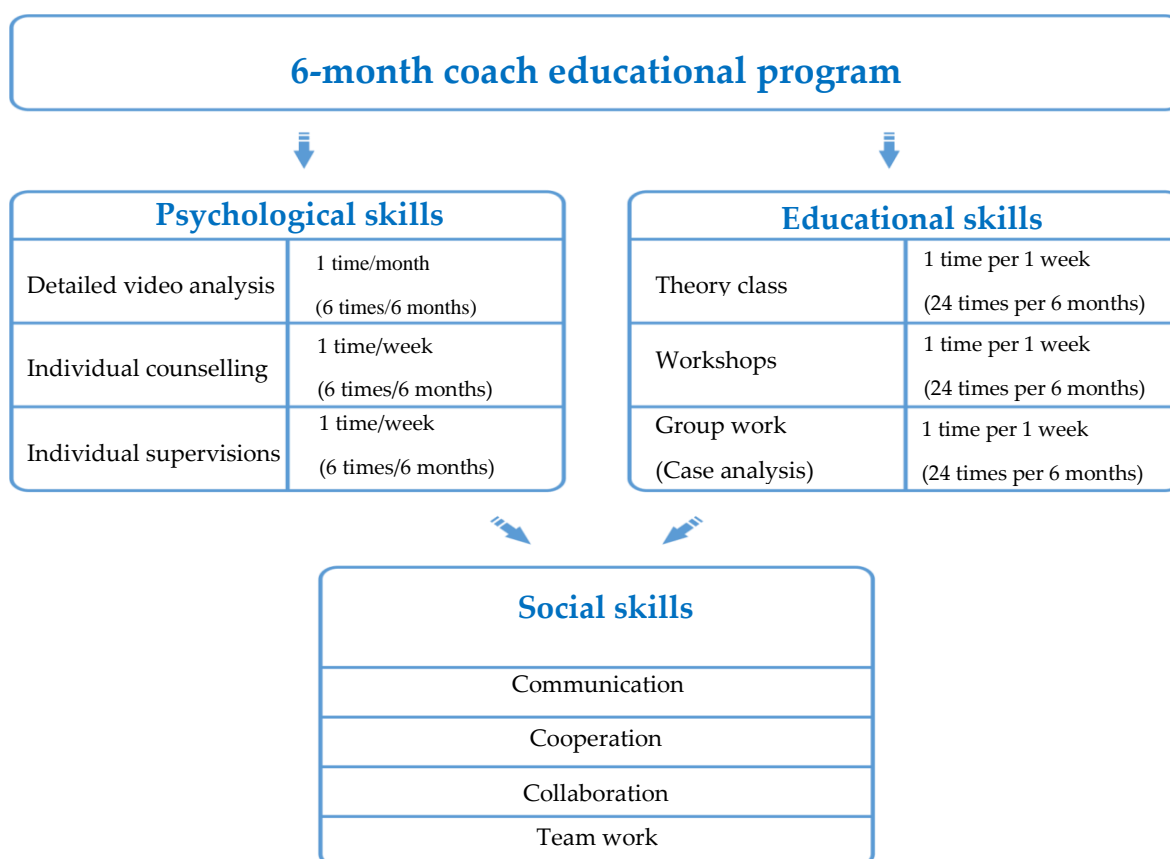 6-month coach educational program
Psychological skills
Detailed video analysis
1 time/month
(6 times/6 months)
Individual counselling
1 time/week
(6 times/6 months)
Individual supervisions
1 time/week
(6 times/6 months)
Educational skills
Theory class
1 time per 1 week
(24 times per 6 months)
Workshops
1 time per 1 week
(24 times per 6 months)
Group work
(Case analysis)
1 time per 1 week
(24 times per 6 months)
Social skills
Communication
Cooperation
Collaboration
Team work